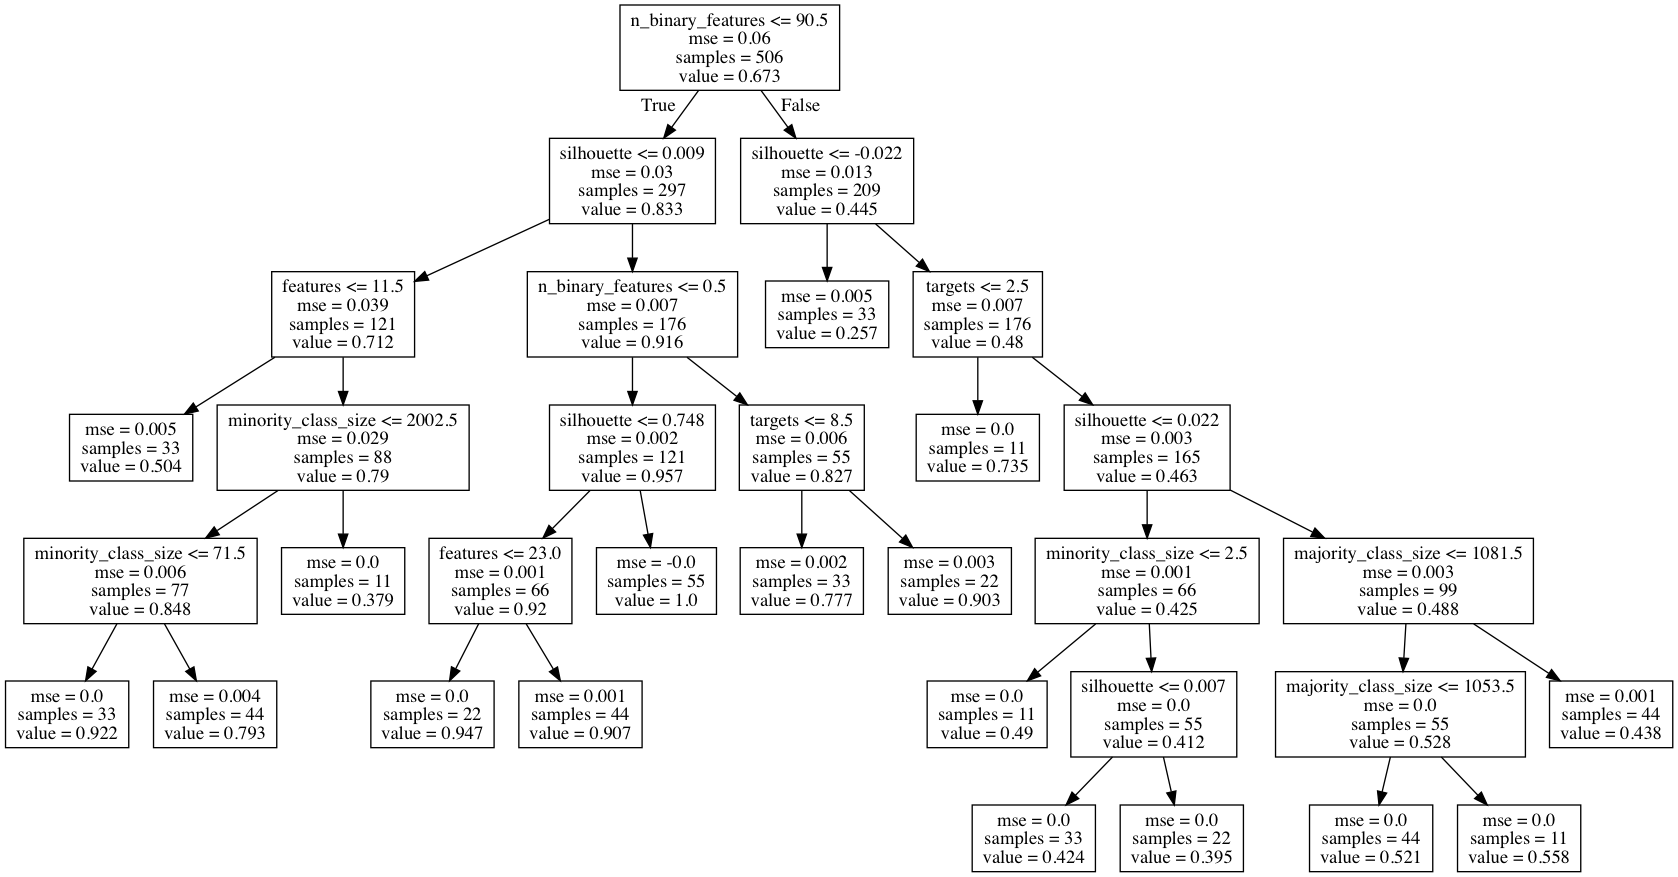 n_binary_features <= 90.5
mse = 0.06
samples = 506
value = 0.673
True
False
silhouette <= 0.009
mse = 0.03
samples = 297
value = 0.833
silhouette <= -0.022
mse = 0.013
samples = 209
value = 0.445
features <= 11.5
mse = 0.039
samples = 121
value = 0.712
n_binary_features <= 0.5
mse = 0.007
samples = 176
value = 0.916
mse = 0.005
samples = 33
value = 0.257
targets <= 2.5
mse = 0.007
samples = 176
value = 0.48
mse = 0.005
samples = 33
value = 0.504
minority_class_size <= 2002.5
mse = 0.029
samples = 88
value = 0.79
silhouette <= 0.748
mse = 0.002
samples = 121
value = 0.957
targets <= 8.5
mse = 0.006
samples = 55
value = 0.827
mse = 0.0
samples = 11
value = 0.735
silhouette <= 0.022
mse = 0.003
samples = 165
value = 0.463
minority_class_size <= 71.5
mse = 0.006
samples = 77
value = 0.848
mse = 0.0
samples = 11
value = 0.379
features <= 23.0
mse = 0.001
samples = 66
value = 0.92
mse = -0.0
samples = 55
value = 1.0
mse = 0.002
samples = 33
value = 0.777
mse = 0.003
samples = 22
value = 0.903
minority_class_size <= 2.5
mse = 0.001
samples = 66
value = 0.425
majority_class_size <= 1081.5
mse = 0.003
samples = 99
value = 0.488
mse = 0.0
samples = 33
value = 0.922
mse = 0.004
samples = 44
value = 0.793
mse = 0.0
samples = 22
value = 0.947
mse = 0.001
samples = 44
value = 0.907
mse = 0.0
samples = 11
value = 0.49
silhouette <= 0.007
mse = 0.0
samples = 55
value = 0.412
majority_class_size <= 1053.5
mse = 0.0
samples = 55
value = 0.528
mse = 0.001
samples = 44
value = 0.438
mse = 0.0
samples = 33
value = 0.424
mse = 0.0
samples = 22
value = 0.395
mse = 0.0
samples = 44
value = 0.521
mse = 0.0
samples = 11
value = 0.558